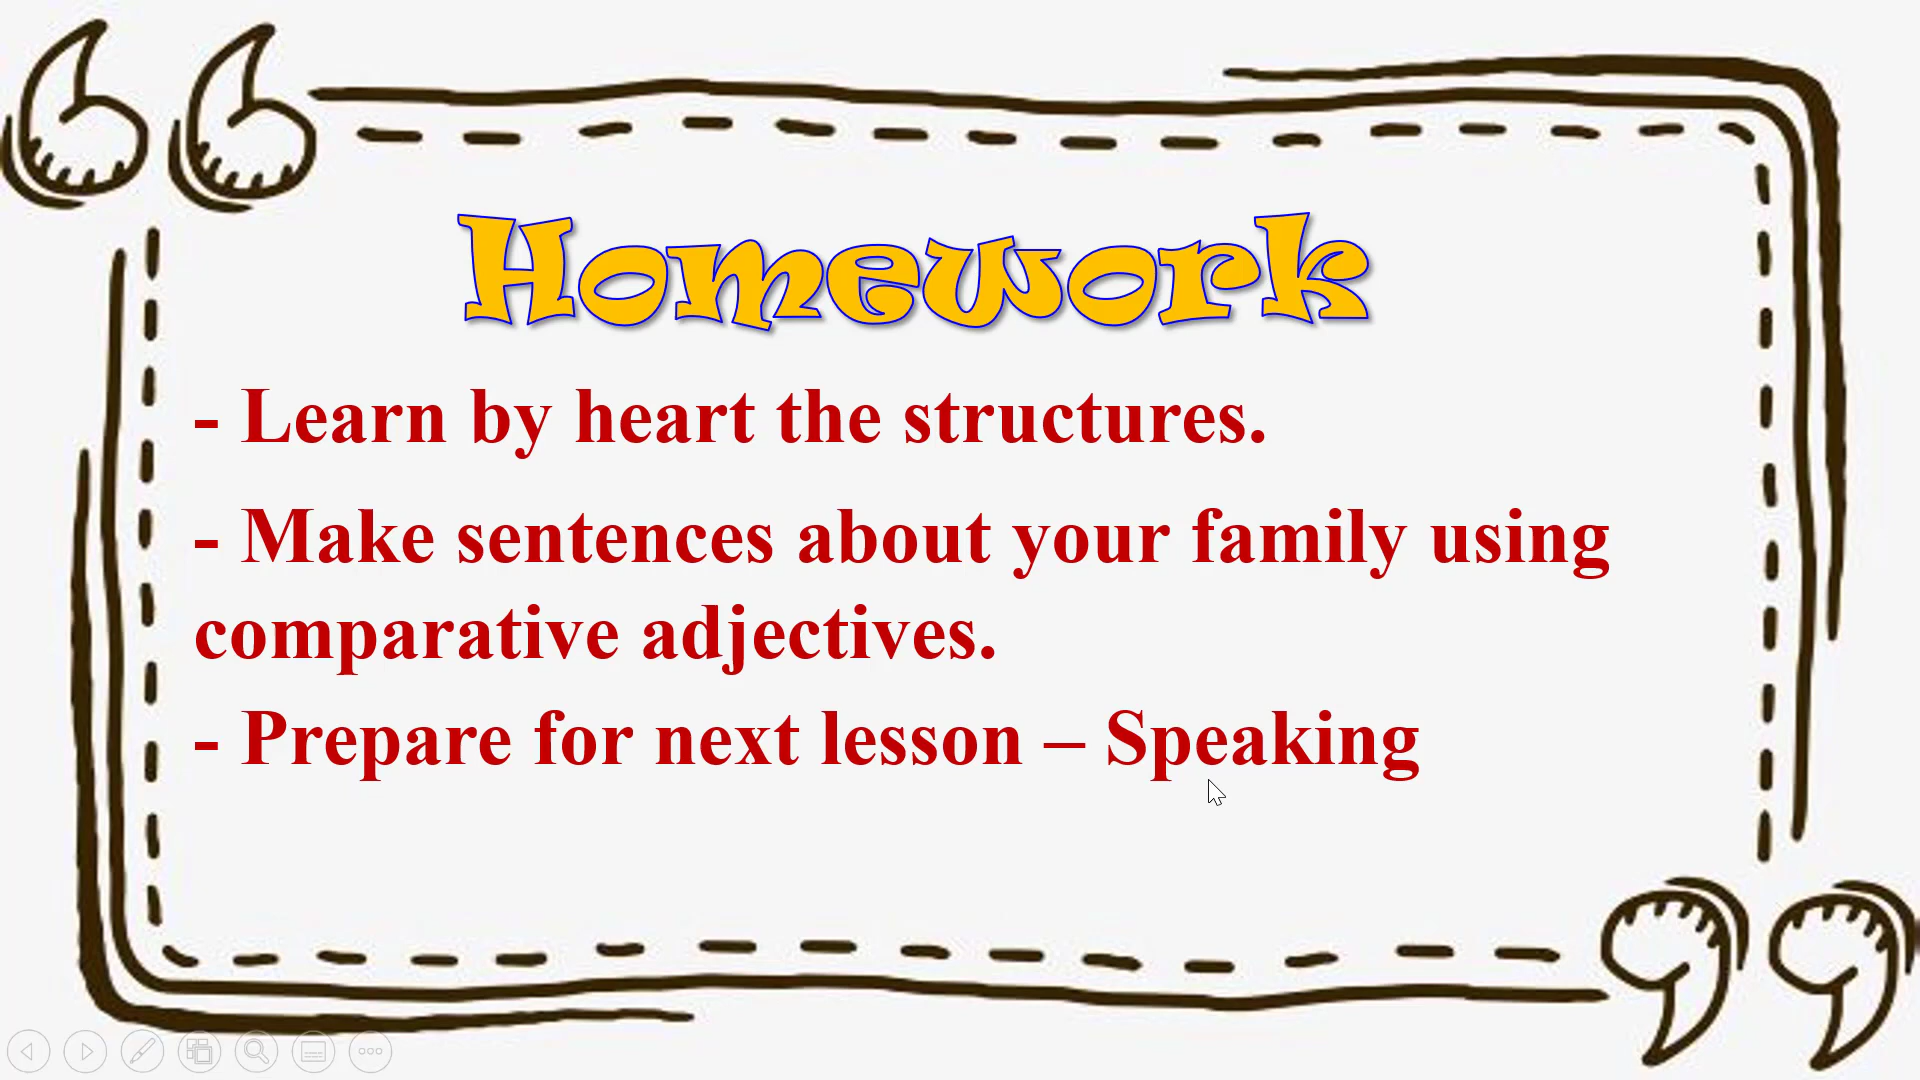 Homework
- Learn by heart the structures.
- Make sentences about your family using
comparative adjectives.
- Prepare for next lesson – Speaking